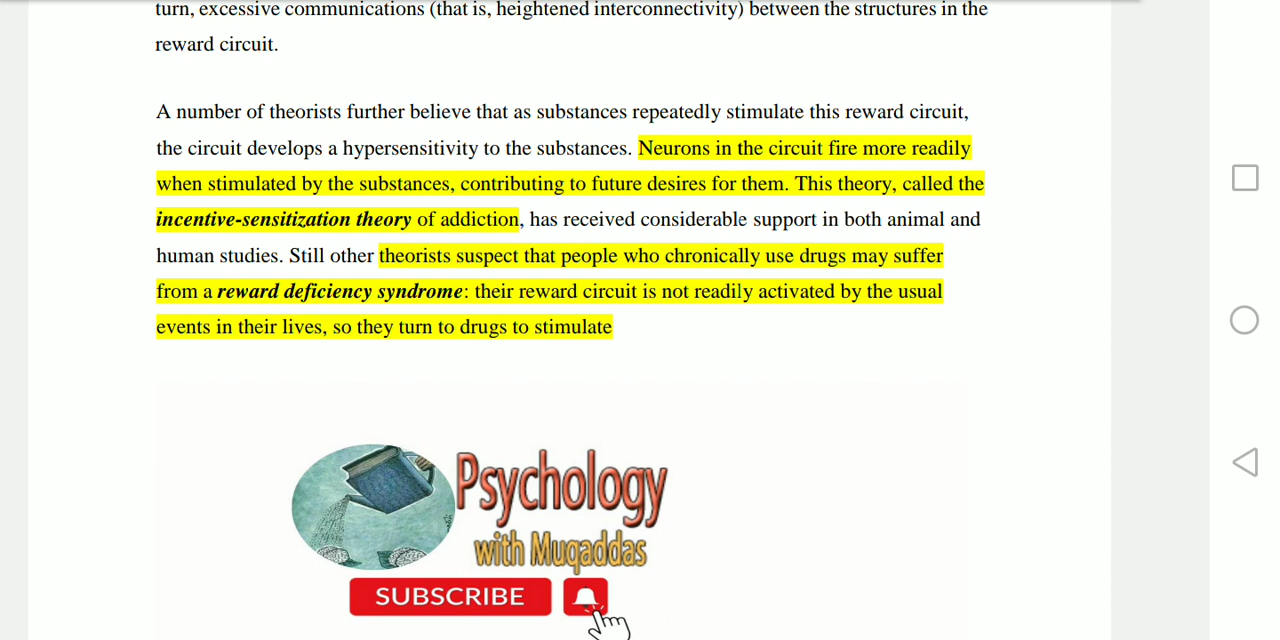 turn, excessive communications (that is, heightened interconnectivity) between the structures in the
reward circuit.
A number of theorists further believe that as substances repeatedly stimulate this reward circuit,
the circuit develops a hypersensitivity to the substances. Neurons in the circuit fire more readily
when stimulated by the substances, contributing to future desires for them. This theory, called the
incentive-sensitization theory of addiction, has received considerable support in both animal and
human studies. Still other theorists suspect that people who chronically use drugs may suffer
from a reward deficiency syndrome: their reward circuit is not readily activated by the usual
events in their lives, so they turn to drugs to stimulate
Psychology
with Muqaddas
SUBSCRIBE